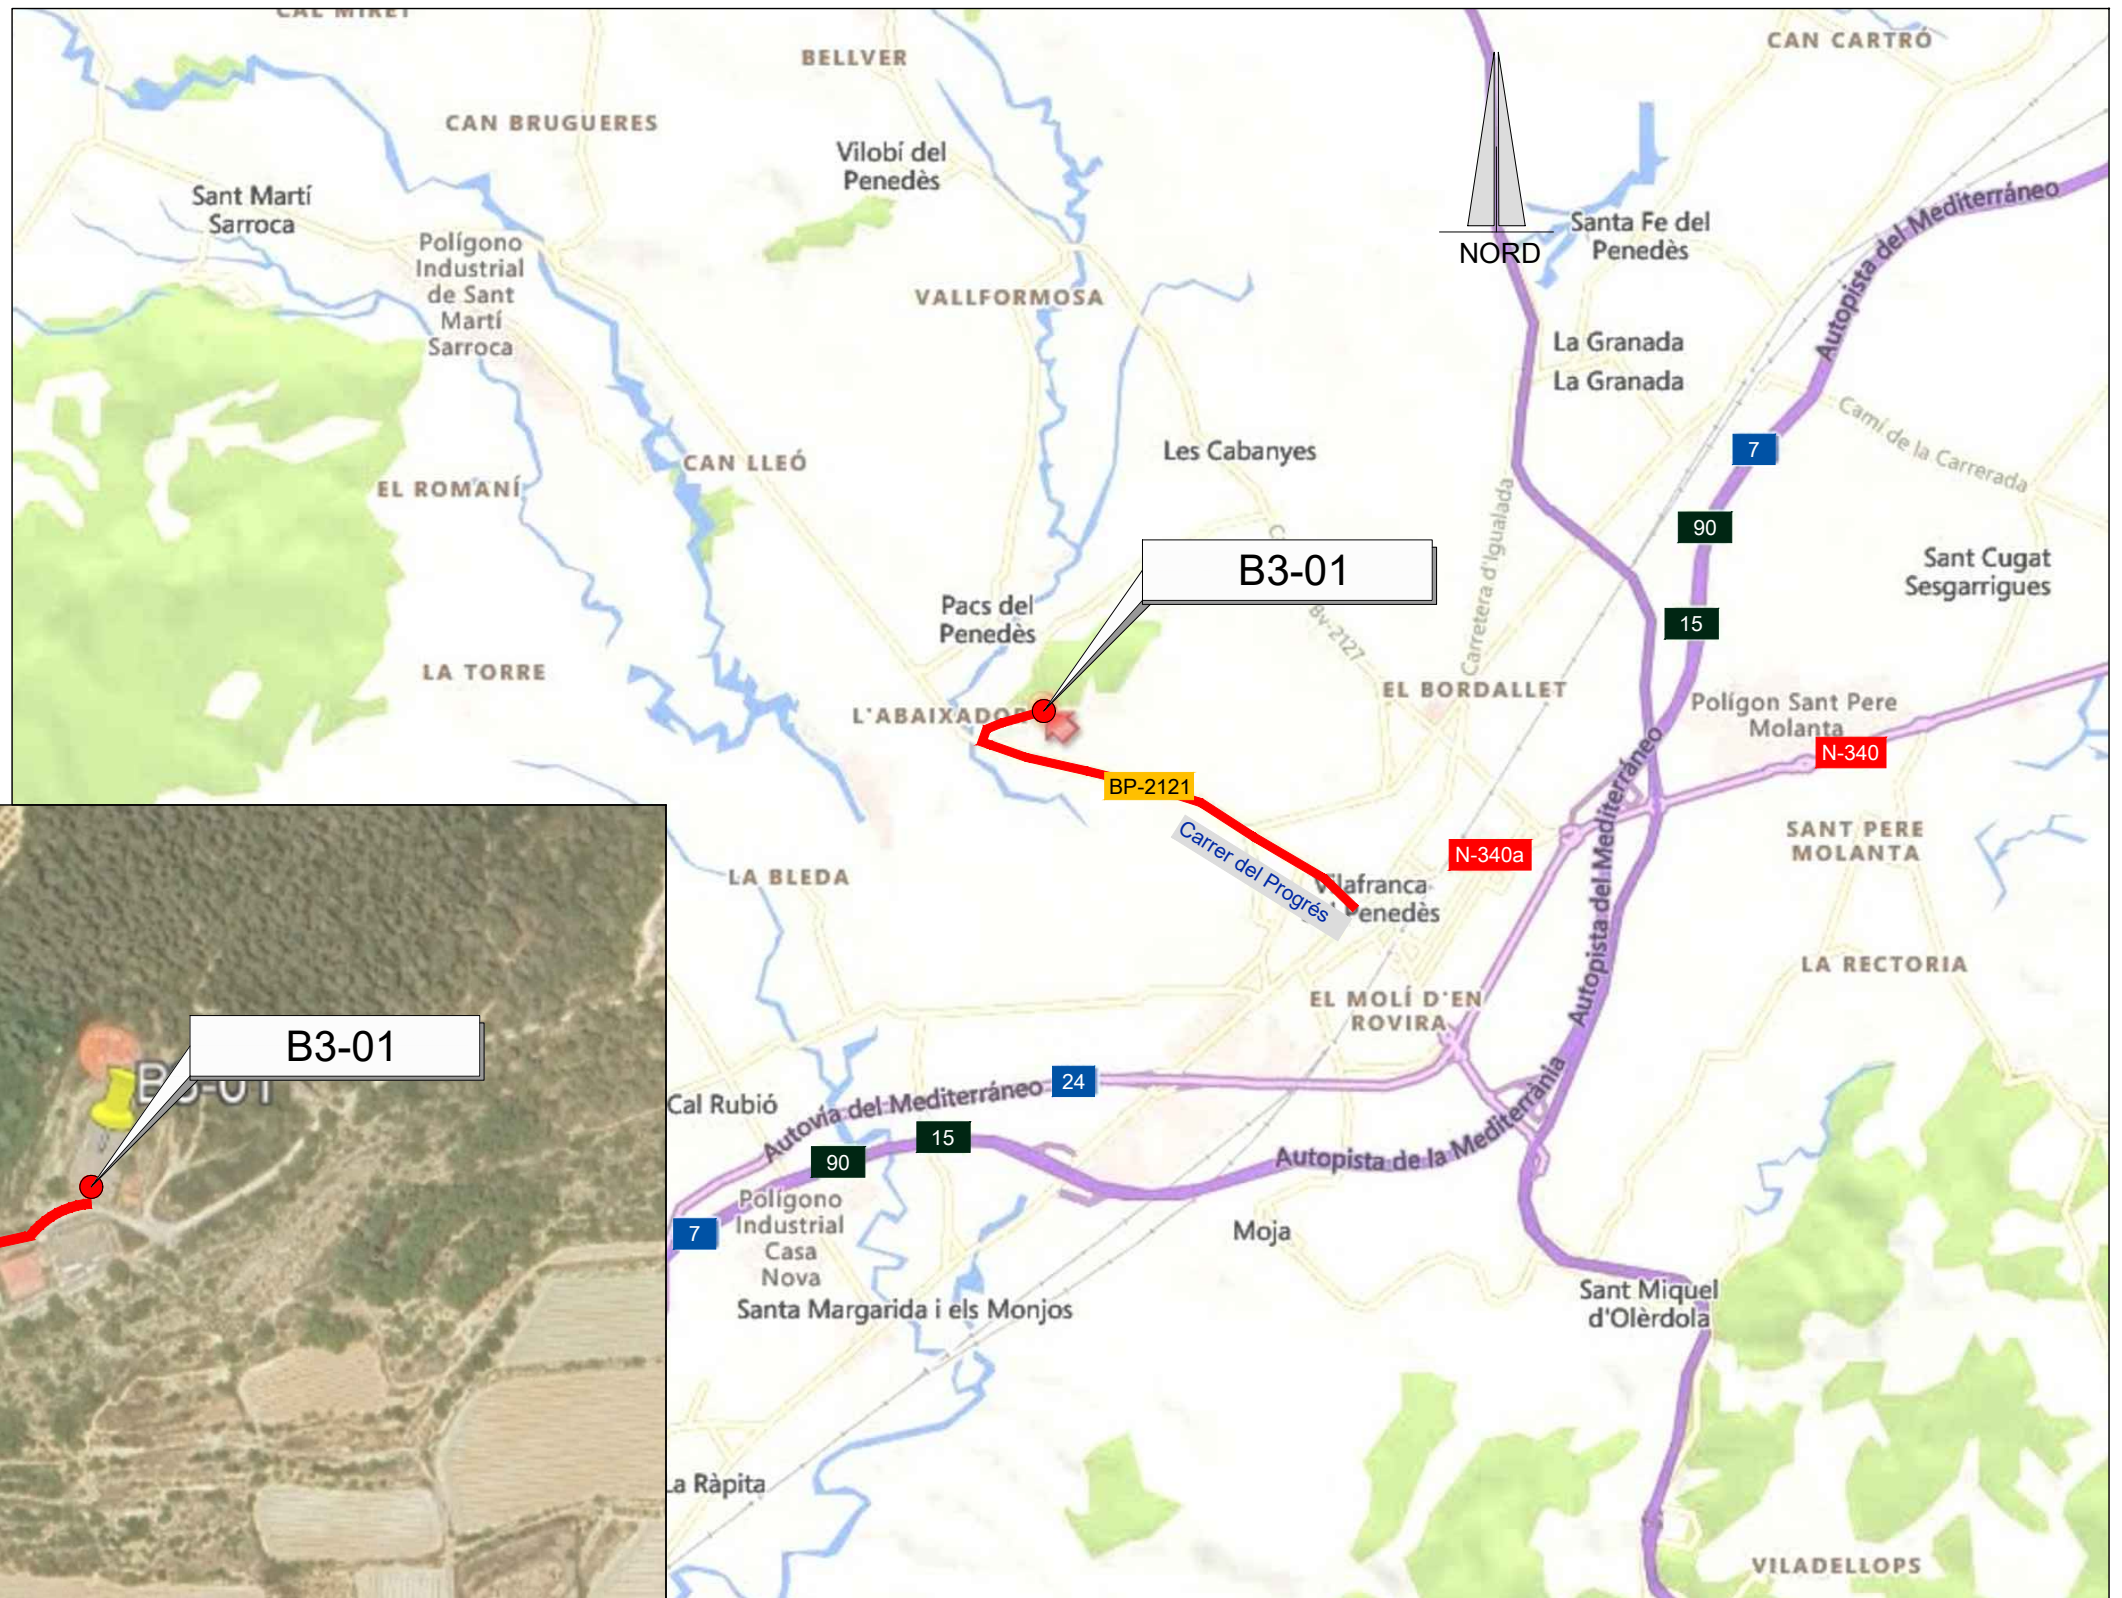 CAL MIRET
BELLVER
CAN CARTRÓ
CAN BRUGUERES
Vilobí del
Penedès
Sant Martí
Sarroca
Polígono
Industrial
de Sant
Martí
Sarroca
NORD
Santa Fe del
Penedès
Autopista del Mediterráneo
VALLFORMOSA
La Granada
La Granada
7
Camí de la Carrerada
Les Cabanyes
CAN LLEÓ
EL ROMANÍ
Carretera d'Igualada
90
Sant Cugat
Sesgarrigues
B3-01
Bv-2127
15
Pacs del
Penedès
LA TORRE
EL BORDALLET
Polígon Sant Pere
Molanta
L'ABAIXADOR
N-340
BP-2121
Autopista del Mediterráneo
Carrer del Progrés
N-340a
SANT PERE
MOLANTA
LA BLEDA
Vilafranca
Penedès
LA RECTORIA
EL MOLÍ D'EN
ROVIRA
B3-01
B3-01
Cal Rubió
Autovía del Mediterráneo
24
15
90
Autopista de la Mediterrània
7
Polígono
Industrial
Casa
Nova
Moja
Santa Margarida i els Monjos
Sant Miquel
d'Olèrdola
La Ràpita
VILADELLOPS